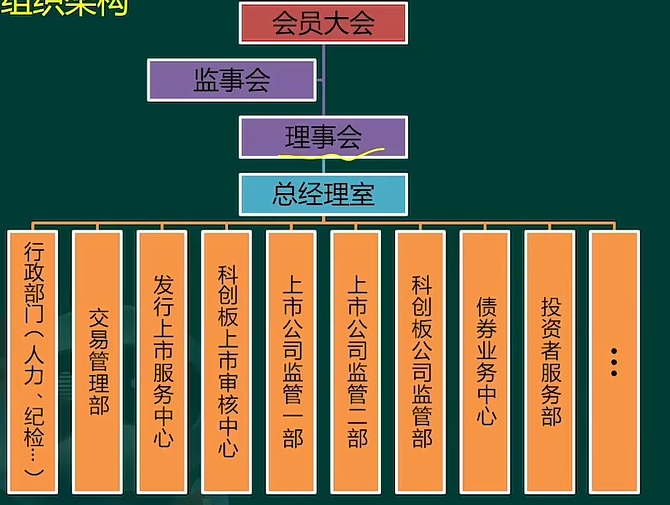 组织架构
会员大会
监事会
理事会
总经理室
行政部门（人力、纪检…）
交易管理部
发行上市服务中心
科创板上市审核中心
上市公司监管一部
上市公司监管二部
科创板公司监管部
债券业务中心
投资者服务部
…